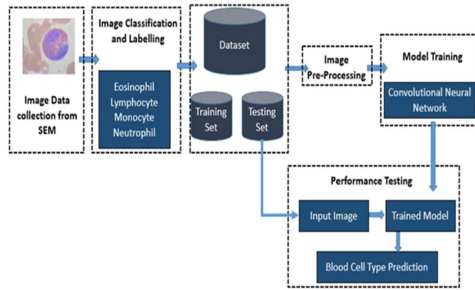 Image Data
collection from
SEM
Image Classification
and Labelling
Eosinophil
Lymphocyte
Monocyte
Neutrophil
Dataset
Training
Set
Testing
Set
Image
Pre-Processing
Model Training
Convolutional Neural
Network
Performance Testing
Input Image
Trained Model
Blood Cell Type Prediction